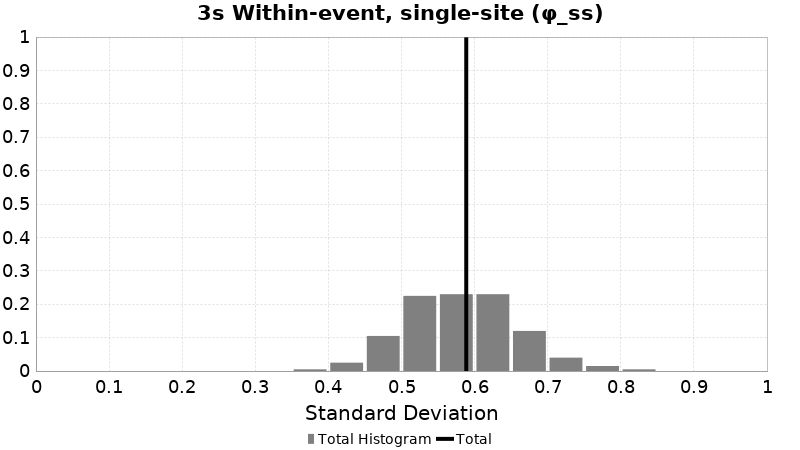 3s Within-event, single-site (φ_ss)
1
0.9
0.8
0.7
0.6
0.5
0.4
0.3
0.2
0.1
0
0 0.1 0.2 0.3 0.4 0.5 0.6 0.7 0.8 0.9 1
Standard Deviation
Total Histogram Total